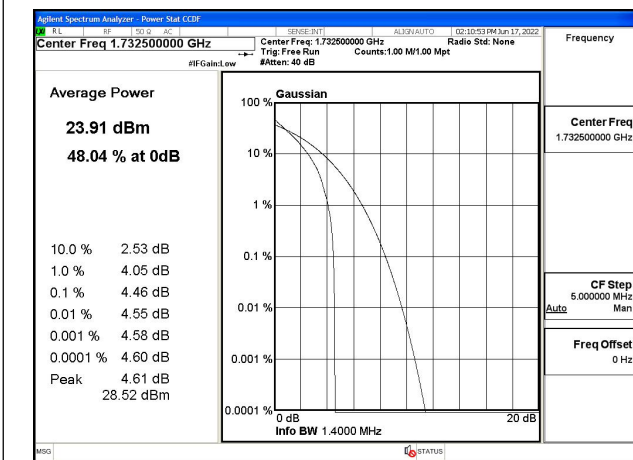 Agilent Spectrum Analyzer - Power Stat CCDF
RL RF 50 Ω AC SENSE:INT ALIGN AUTO 02:10:53 PM Jun 17, 2022
Center Freq 1.732500000 GHz
Center Freq: 1.732500000 GHz Radio Std: None
Trig: Free Run Counts:1.00 M/1.00 Mpt
#IFGain:Low #Atten: 40 dB
Frequency
Average Power
23.91 dBm
48.04 % at 0dB
10.0 % 2.53 dB
1.0 % 4.05 dB
0.1 % 4.46 dB
0.01 % 4.55 dB
0.001 % 4.58 dB
0.0001 % 4.60 dB
Peak 4.61 dB
28.52 dBm
Gaussian
100 %
10 %
1 %
0.1 %
0.01 %
0.001 %
0.0001 %
0 dB 20 dB
Info BW 1.4000 MHz
Center Freq
1.732500000 GHz
CF Step
5.000000 MHz
Auto Man
Freq Offset
0 Hz
MSG STATUS